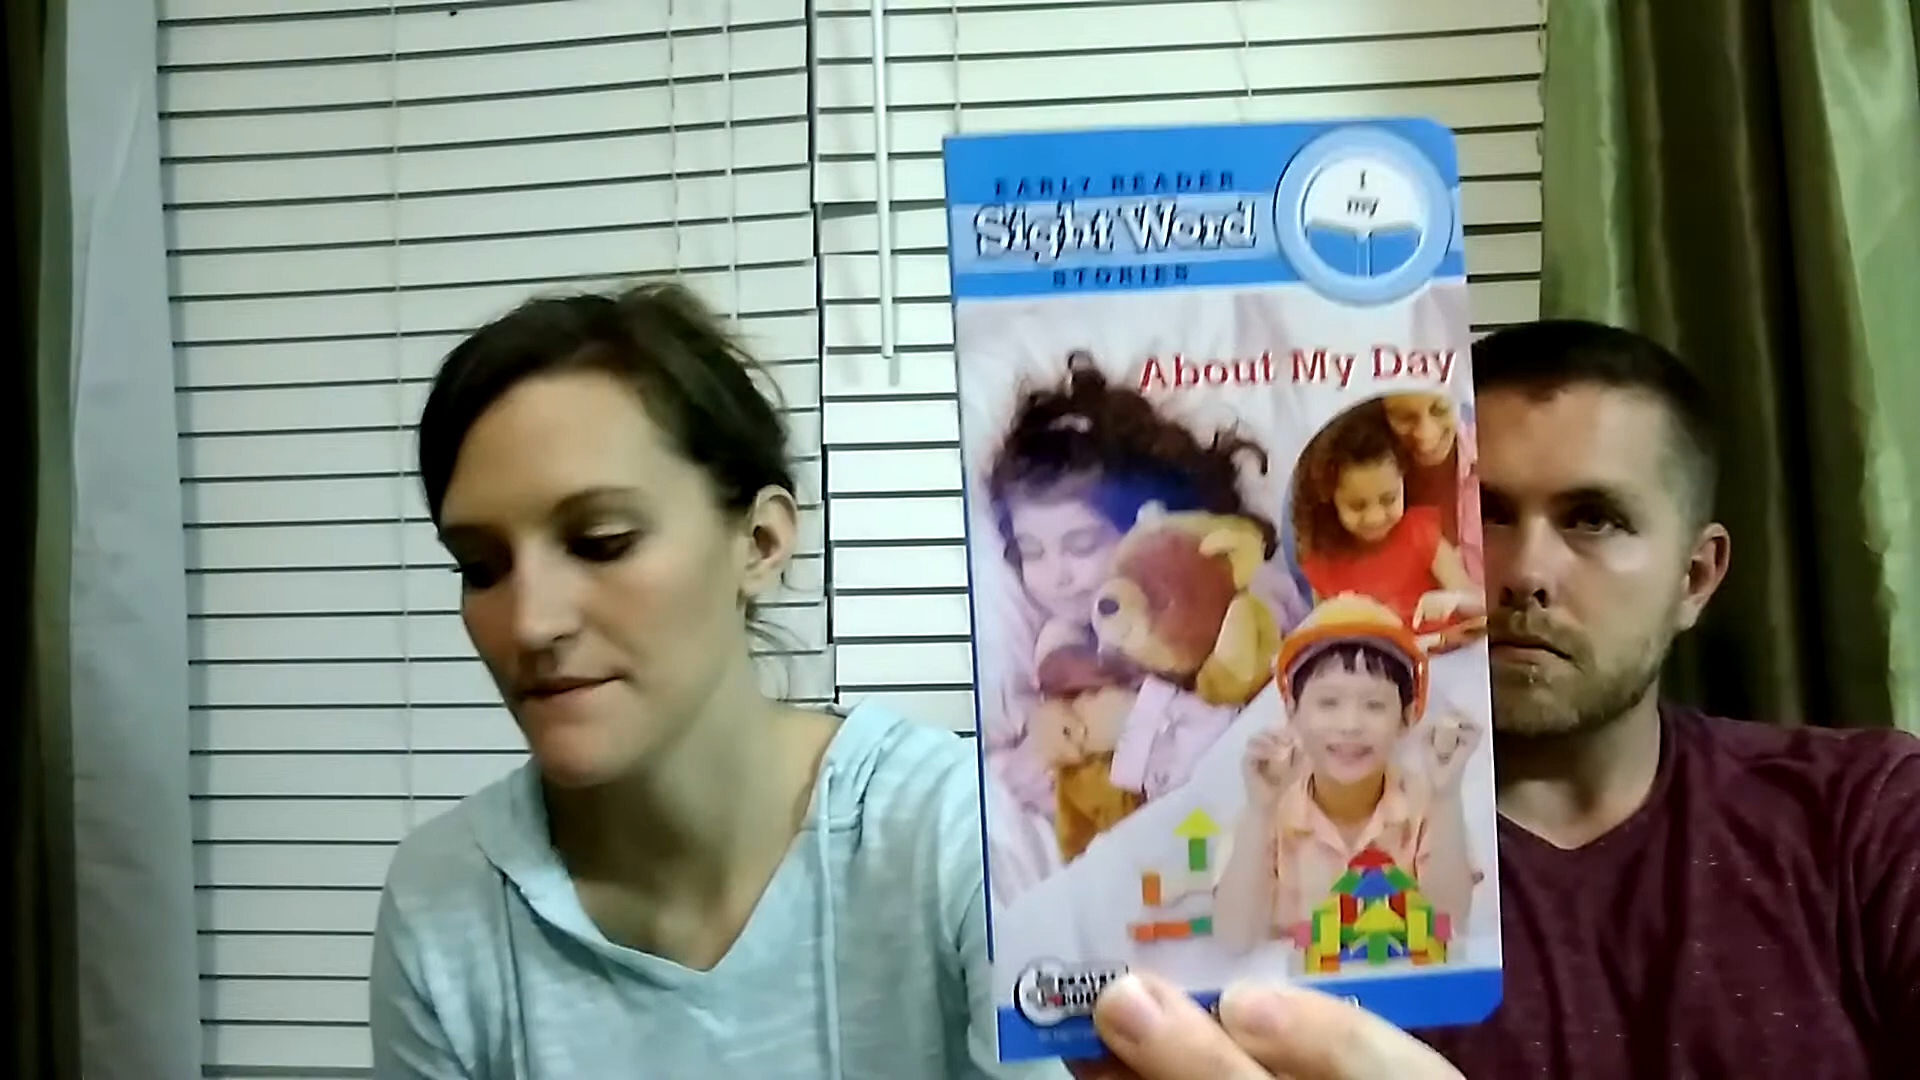 EARLY READER
Sight Word
STORIES
I
my
About My Day